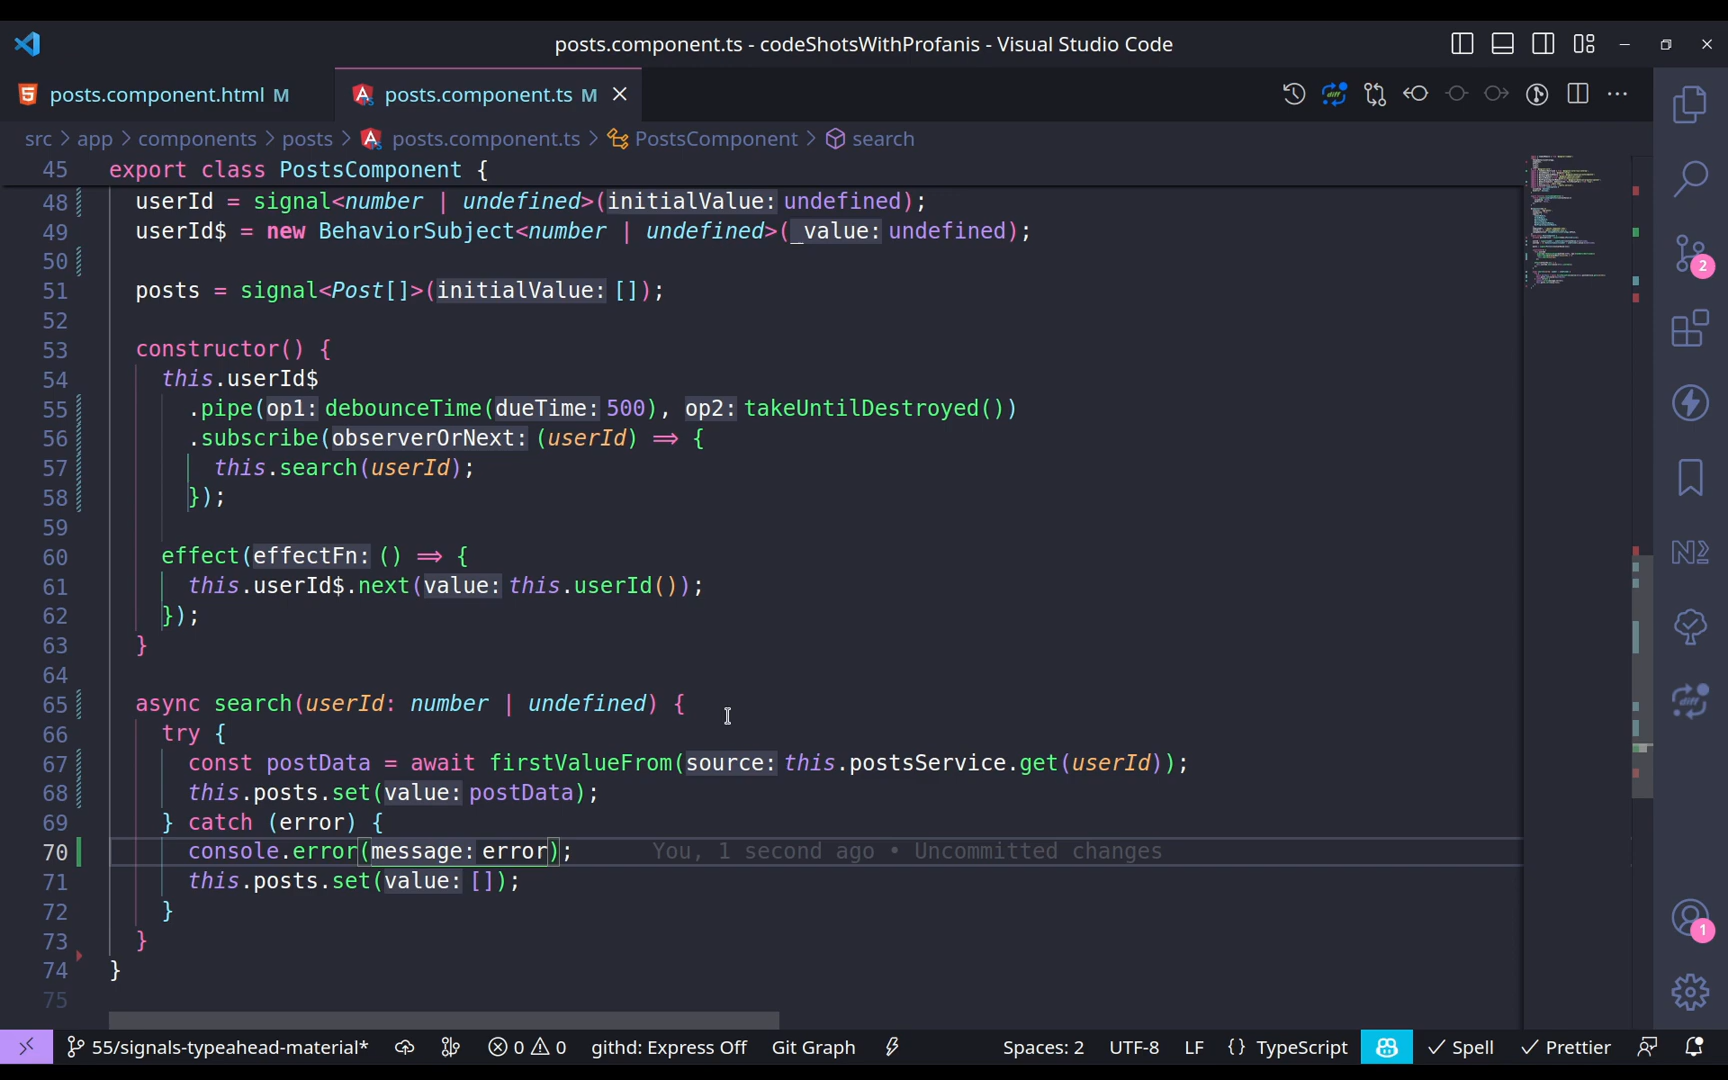 posts.component.ts - codeShotsWithProfanis - Visual Studio Code
posts.component.html M
posts.component.ts M
src > app > components > posts > posts.component.ts > PostsComponent > search
45 export class PostsComponent {
48 userId = signal<number | undefined>(initialValue: undefined);
49 userId$ = new BehaviorSubject<number | undefined>(_value: undefined);
50
51 posts = signal<Post[]>(initialValue: []);
52
53 constructor() {
54 this.userId$
55 .pipe(op1: debounceTime(dueTime: 500), op2: takeUntilDestroyed())
56 .subscribe(observerOrNext: (userId) => {
57 this.search(userId);
58 });
59
60 effect(effectFn: () => {
61 this.userId$.next(value: this.userId());
62 });
63 }
64
65 async search(userId: number | undefined) {
66 try {
67 const postData = await firstValueFrom(source: this.postsService.get(userId));
68 this.posts.set(value: postData);
69 } catch (error) {
70 console.error(message: error); You, 1 second ago • Uncommitted changes
71 this.posts.set(value: []);
72 }
73 }
74 }
75
2
1
55/signals-typeahead-material* 0 0 githd: Express Off Git Graph Spaces: 2 UTF-8 LF {} TypeScript Spell Prettier